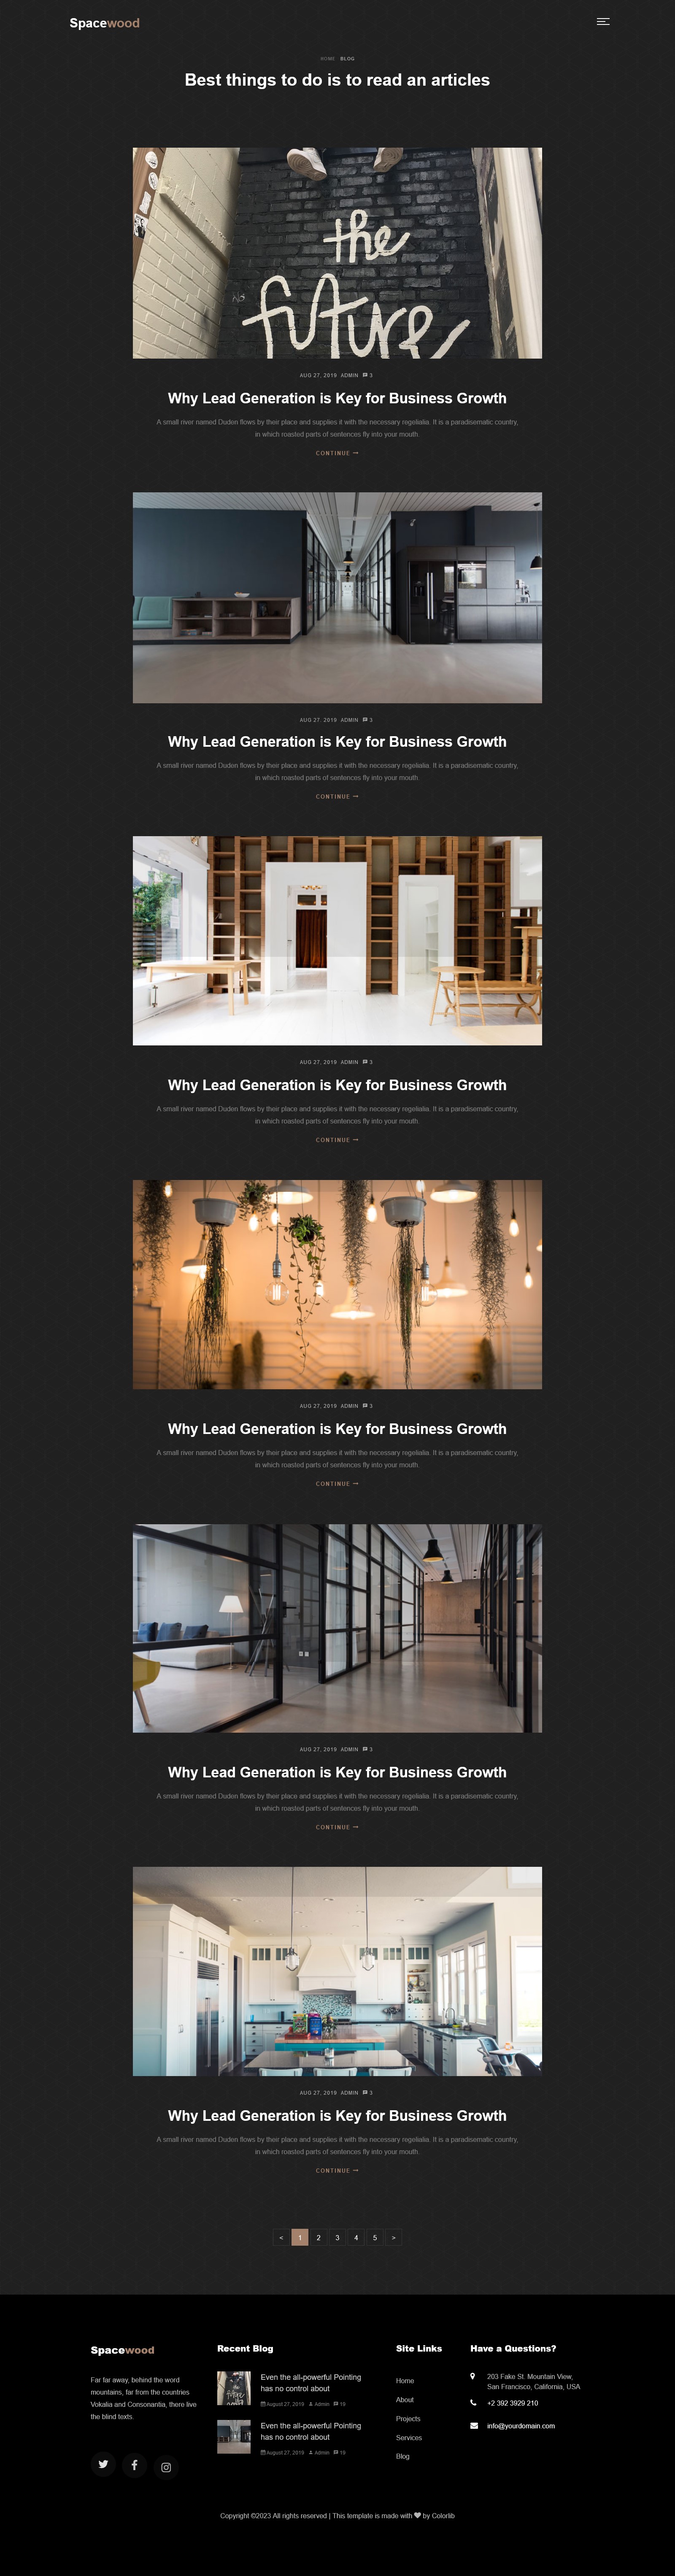 Spacewood
HOME BLOG
Best things to do is to read an articles
the
future
AUG 27, 2019 ADMIN 3
Why Lead Generation is Key for Business Growth
A small river named Duden flows by their place and supplies it with the necessary regelialia. It is a paradisematic country,
in which roasted parts of sentences fly into your mouth.
CONTINUE
AUG 27, 2019 ADMIN 3
Why Lead Generation is Key for Business Growth
A small river named Duden flows by their place and supplies it with the necessary regelialia. It is a paradisematic country,
in which roasted parts of sentences fly into your mouth.
CONTINUE
AUG 27, 2019 ADMIN 3
Why Lead Generation is Key for Business Growth
A small river named Duden flows by their place and supplies it with the necessary regelialia. It is a paradisematic country,
in which roasted parts of sentences fly into your mouth.
CONTINUE
AUG 27, 2019 ADMIN 3
Why Lead Generation is Key for Business Growth
A small river named Duden flows by their place and supplies it with the necessary regelialia. It is a paradisematic country,
in which roasted parts of sentences fly into your mouth.
CONTINUE
AUG 27, 2019 ADMIN 3
Why Lead Generation is Key for Business Growth
A small river named Duden flows by their place and supplies it with the necessary regelialia. It is a paradisematic country,
in which roasted parts of sentences fly into your mouth.
CONTINUE
AUG 27, 2019 ADMIN 3
Why Lead Generation is Key for Business Growth
A small river named Duden flows by their place and supplies it with the necessary regelialia. It is a paradisematic country,
in which roasted parts of sentences fly into your mouth.
CONTINUE
< 1 2 3 4 5 >
Spacewood
Far far away, behind the word
mountains, far from the countries
Vokalia and Consonantia, there live
the blind texts.
Recent Blog
Even the all-powerful Pointing
has no control about
August 27, 2019 Admin 19
Even the all-powerful Pointing
has no control about
August 27, 2019 Admin 19
Site Links
Home
About
Projects
Services
Blog
Have a Questions?
203 Fake St. Mountain View,
San Francisco, California, USA
+2 392 3929 210
info@yourdomain.com
Copyright ©2023 All rights reserved | This template is made with by Colorlib